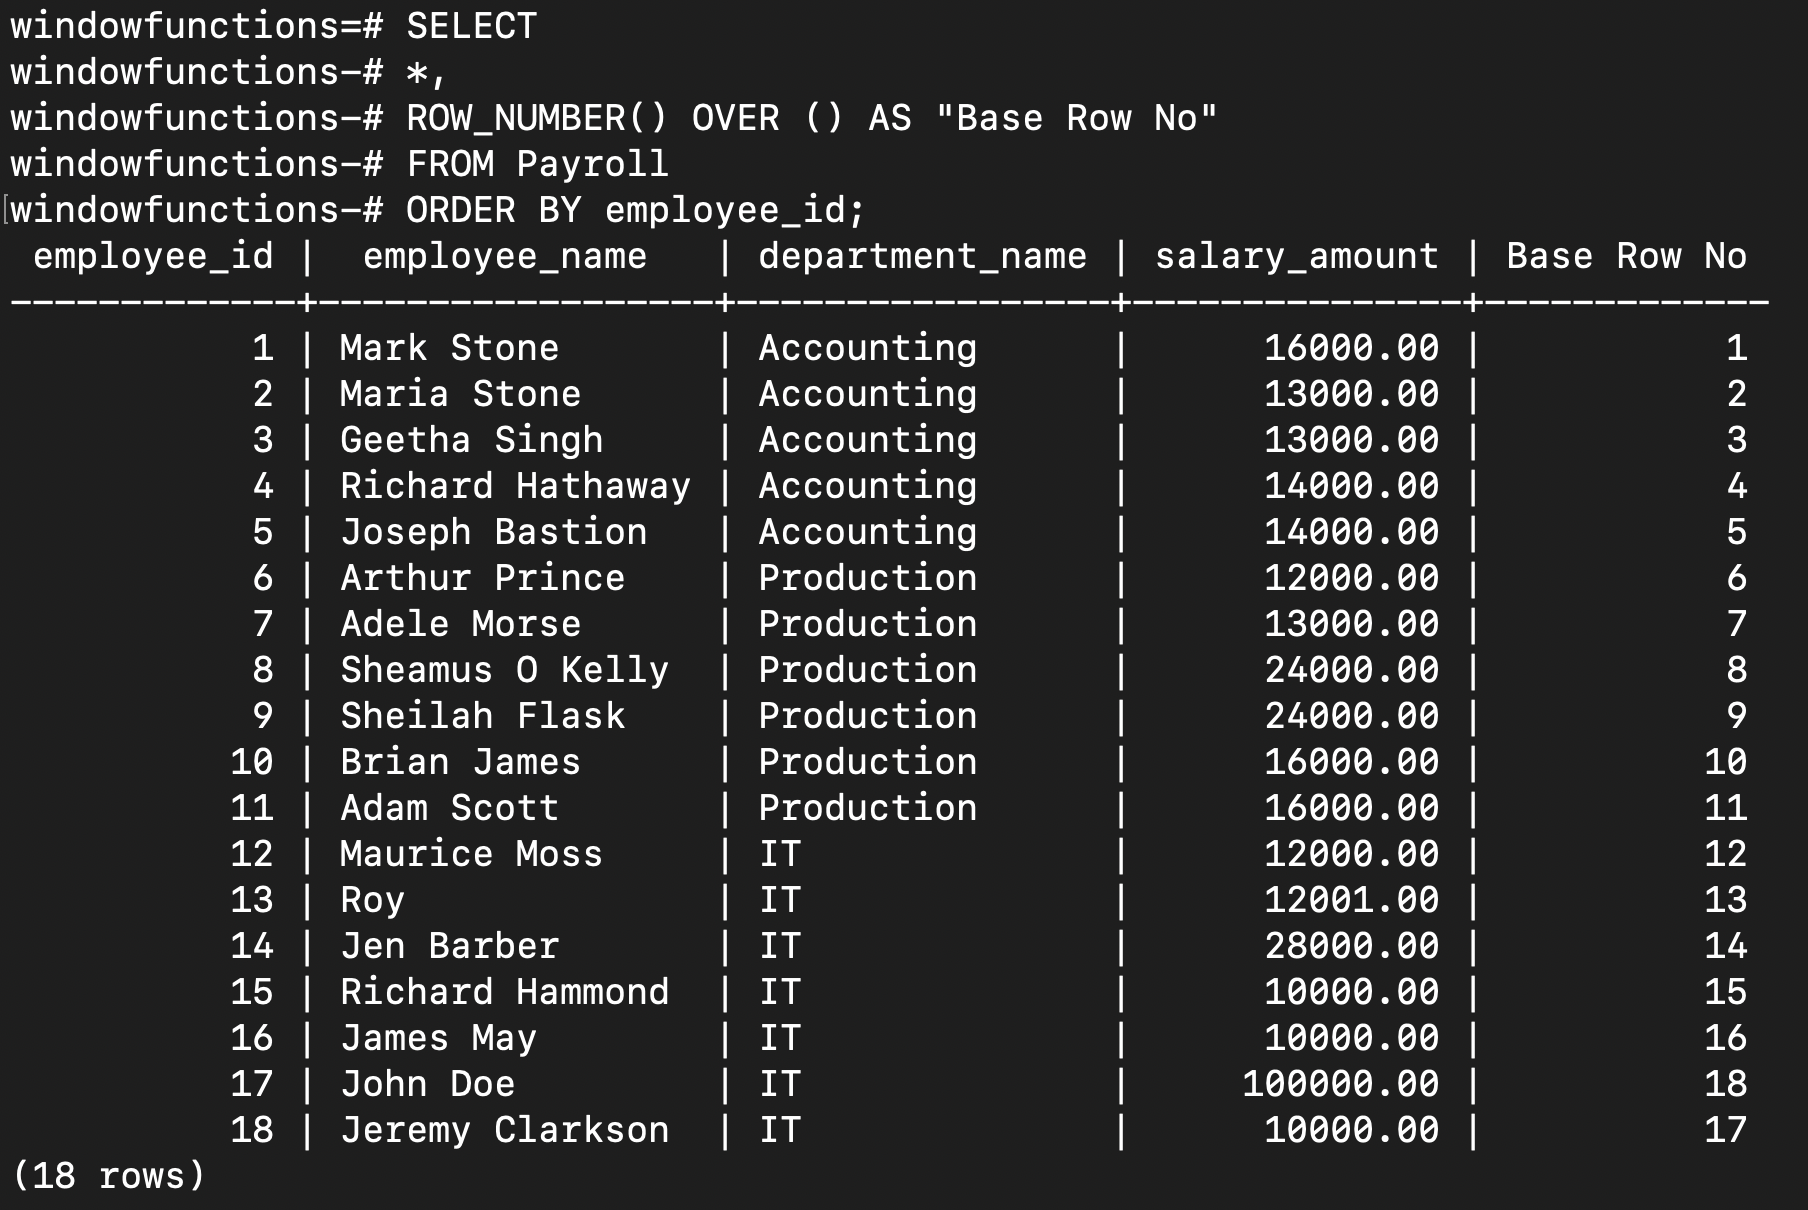 windowfunctions=# SELECT
windowfunctions-# *,
windowfunctions-# ROW_NUMBER() OVER () AS "Base Row No"
windowfunctions-# FROM Payroll
[windowfunctions-# ORDER BY employee_id;
 employee_id |  employee_name   | department_name | salary_amount | Base Row No
-------------+------------------+-----------------+---------------+-------------
           1 | Mark Stone       | Accounting      |      16000.00 |           1
           2 | Maria Stone      | Accounting      |      13000.00 |           2
           3 | Geetha Singh     | Accounting      |      13000.00 |           3
           4 | Richard Hathaway | Accounting      |      14000.00 |           4
           5 | Joseph Bastion   | Accounting      |      14000.00 |           5
           6 | Arthur Prince    | Production      |      12000.00 |           6
           7 | Adele Morse      | Production      |      13000.00 |           7
           8 | Sheamus O Kelly  | Production      |      24000.00 |           8
           9 | Sheilah Flask    | Production      |      24000.00 |           9
          10 | Brian James      | Production      |      16000.00 |          10
          11 | Adam Scott       | Production      |      16000.00 |          11
          12 | Maurice Moss     | IT              |      12000.00 |          12
          13 | Roy              | IT              |      12001.00 |          13
          14 | Jen Barber       | IT              |      28000.00 |          14
          15 | Richard Hammond  | IT              |      10000.00 |          15
          16 | James May        | IT              |      10000.00 |          16
          17 | John Doe         | IT              |     100000.00 |          18
          18 | Jeremy Clarkson  | IT              |      10000.00 |          17
(18 rows)